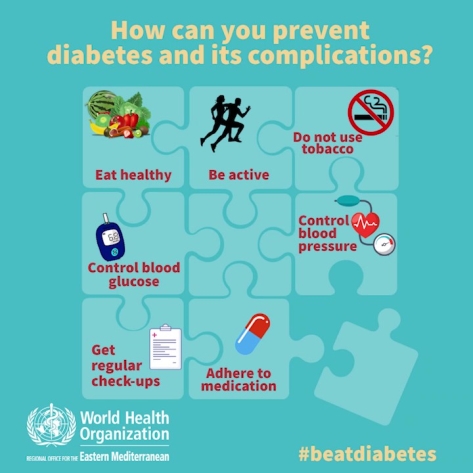 How can you prevent
diabetes and its complications?
Eat healthy
Be active
Do not use
tobacco
Control blood
glucose
Control
blood
pressure
Get
regular
check-ups
Adhere to
medication
World Health
Organization
REGIONAL OFFICE FOR THE Eastern Mediterranean
#beatdiabetes